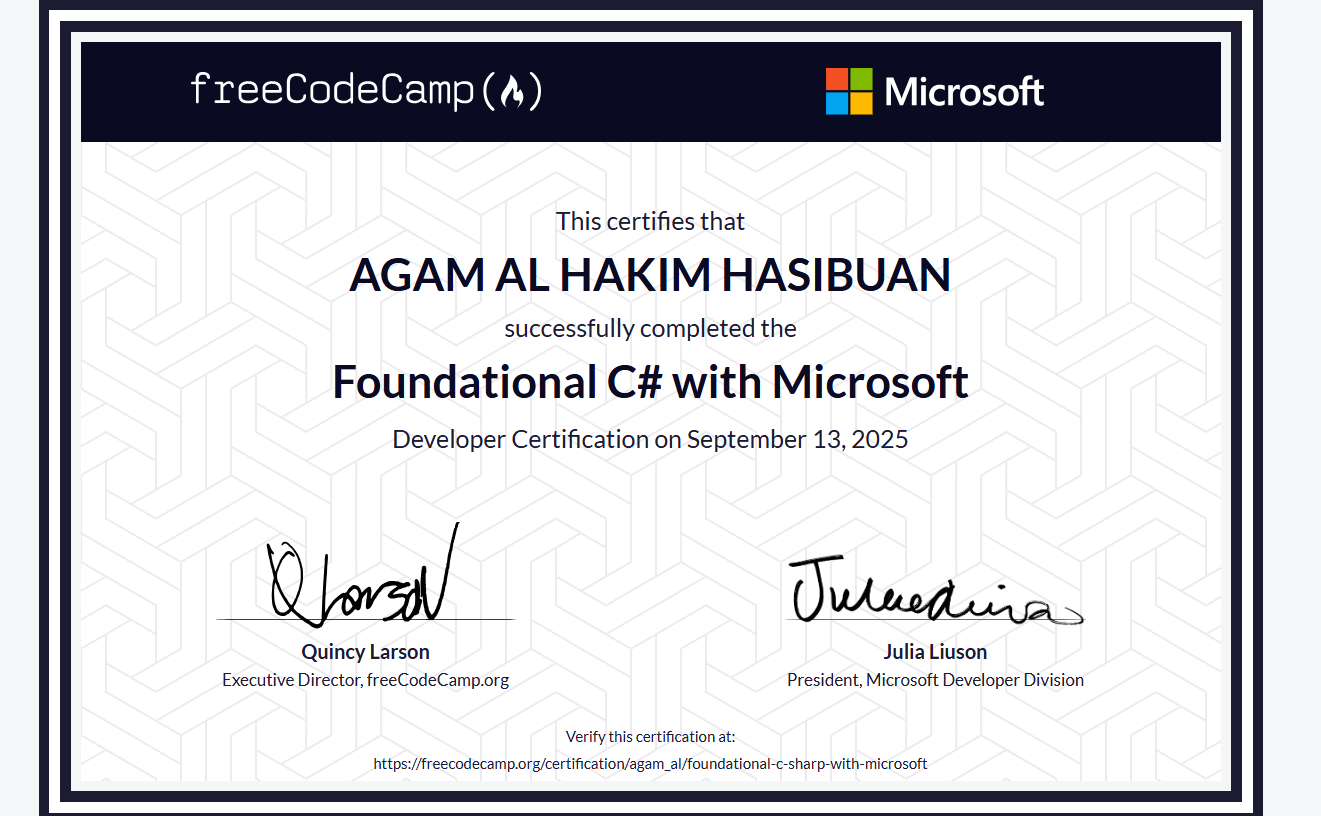 freeCodeCamp(🔥)
Microsoft
This certifies that
AGAM AL HAKIM HASIBUAN
successfully completed the
Foundational C# with Microsoft
Developer Certification on September 13, 2025
Quincy Larson
Executive Director, freeCodeCamp.org
Julia Liuson
President, Microsoft Developer Division
Verify this certification at:
https://freecodecamp.org/certification/agam_al/foundational-c-sharp-with-microsoft